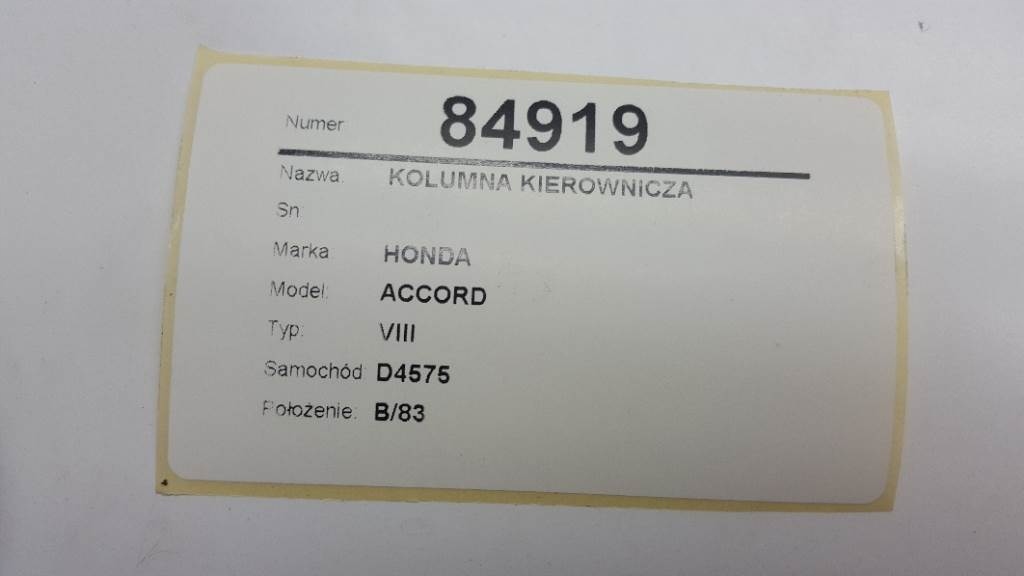 Numer 84919
Nazwa: KOLUMNA KIEROWNICZA
Sn:
Marka: HONDA
Model: ACCORD
Typ: VIII
Samochód: D4575
Położenie: B/83